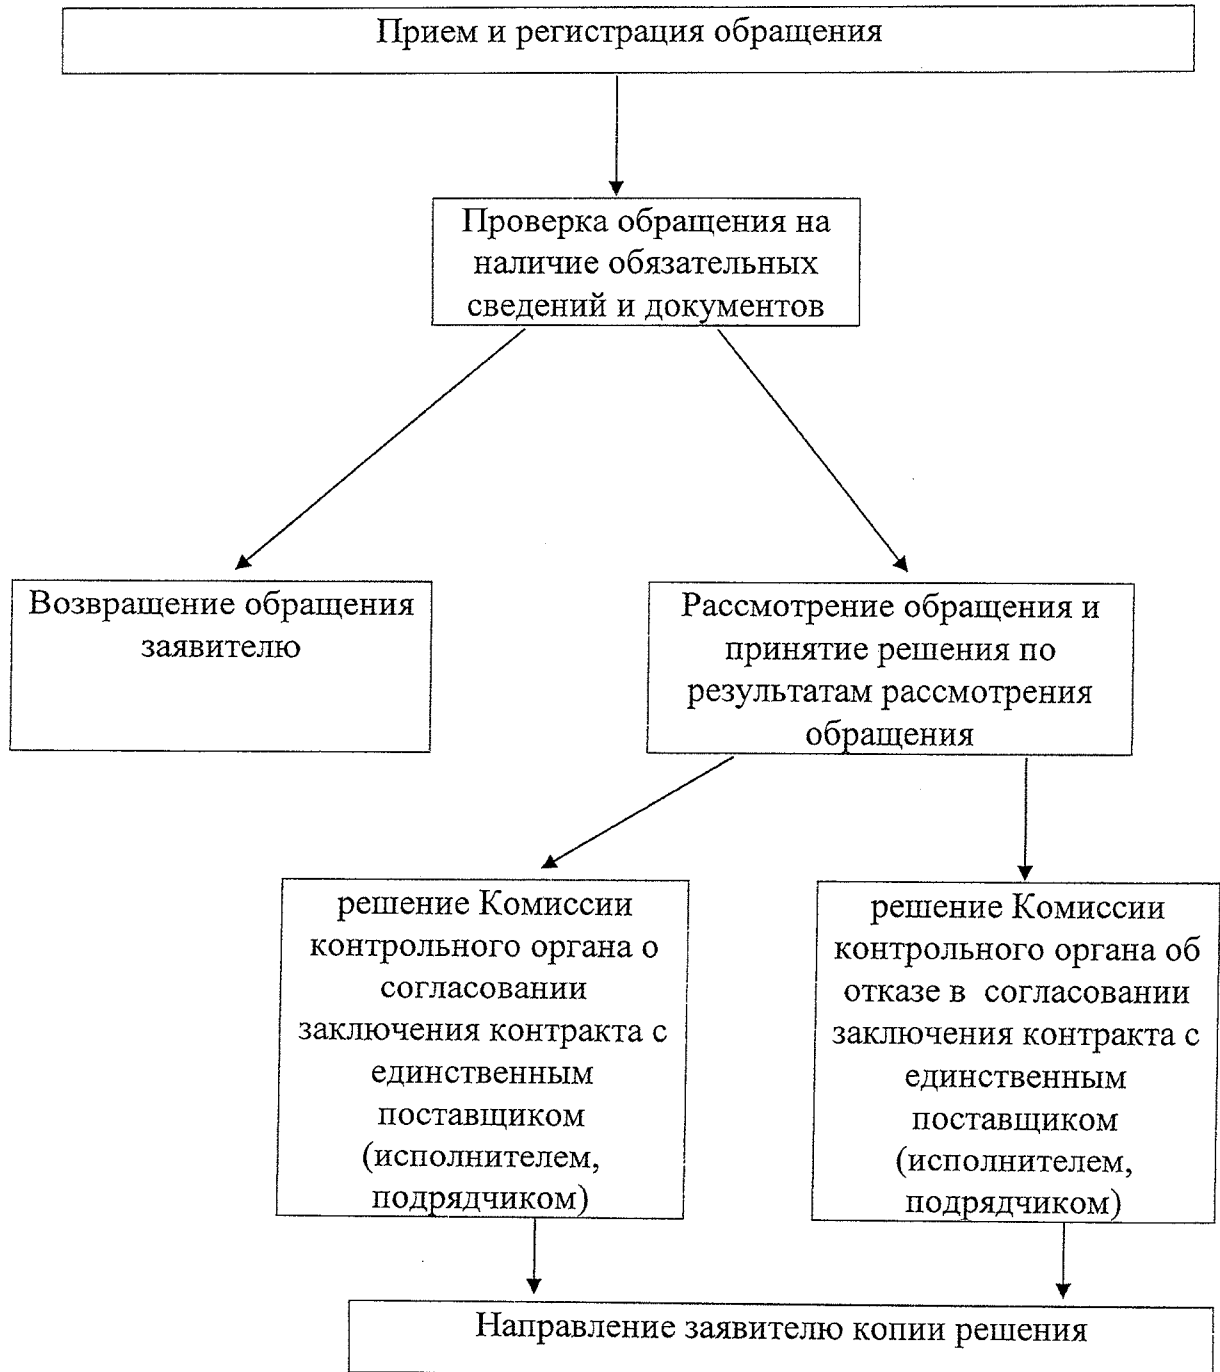 Прием и регистрация обращения
Проверка обращения на
наличие обязательных
сведений и документов
Возвращение обращения
заявителю
Рассмотрение обращения и
принятие решения по
результатам рассмотрения
обращения
решение Комиссии
контрольного органа о
согласовании
заключения контракта с
единственным
поставщиком
(исполнителем,
подрядчиком)
решение Комиссии
контрольного органа об
отказе в согласовании
заключения контракта с
единственным
поставщиком
(исполнителем,
подрядчиком)
Направление заявителю копии решения